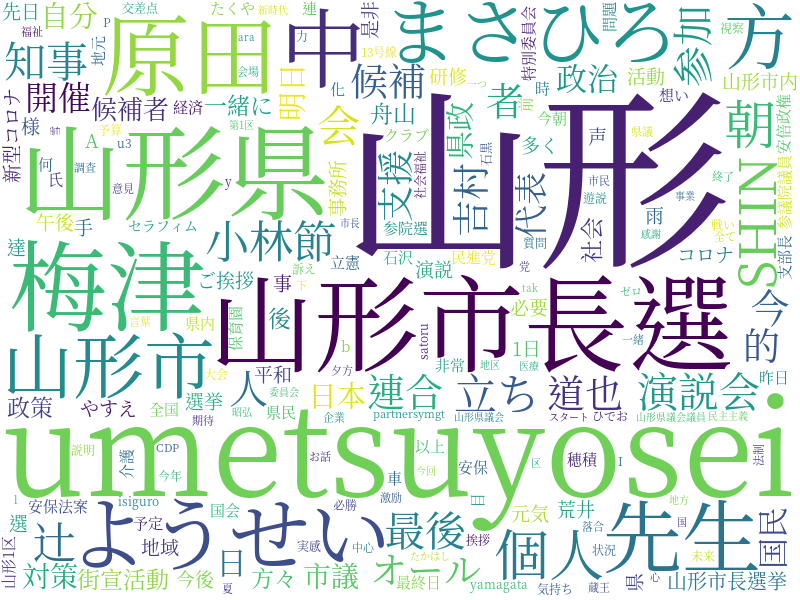 先日 交差点 たくや 新時代 連 自分 是非 問題 視察
福祉 地元 P ara 力 会場 化 13号線 特別委員会 参加 方
知事 原田 中 まさひろ
開催 候補 研修 政治 活動 山形市内
新型コロナ 様 候補者 経済 一緒に 明日 者 時 想い
予算 第1区 会 舟山 県政 多く 今朝 前 声 朝 県議 安倍政権 参議院議員
山形県 山形
A u3 何 氏 師 調査 意見 y 事務所 支援 クラブ 社会福祉 吉村 石黒 代表 遊説 市民 社会 雨 感謝 事業 終了 SHIN
午後 手 セラフィム 市長 参院選 質問 コロナ 戦い 全て 支部長
達 梅津 小林節 立憲 石沢 民進党 党 今 的
ご挨拶 訴え 演説 下 事
山形市長選
山形市 言葉 県内 保育園 後 b satoru tak 必要 ゼロ 1日 一緒
人 大会 平和 夕方 非常 地区 医療 昨日
政策 やすえ 全国 選挙 委員会 県民 昭弘 期待 日本 企業 連合 立ち 道也 演説会
partnersymgt 山形県議会 山形県議会議員 スタート ひでお 民主主義
umetsuyosei
説明 CDP 今年 お話 以上 今回 車 安保 区 穂積 I 法制
介護 l 安保法案 isiguro 必勝 激励 目 元気 荒井 地方 国 国民
選 辻 ようせい 予定 国会 最後 挨拶 個人 先生
山形1区 地域 日 実感 中心 たかはし 落合 状況 未来
対策 街宣活動 今後 夏 方々 市議 オール 最終日 yamagata 気持ち 蔵王 県 心 山形市長選挙